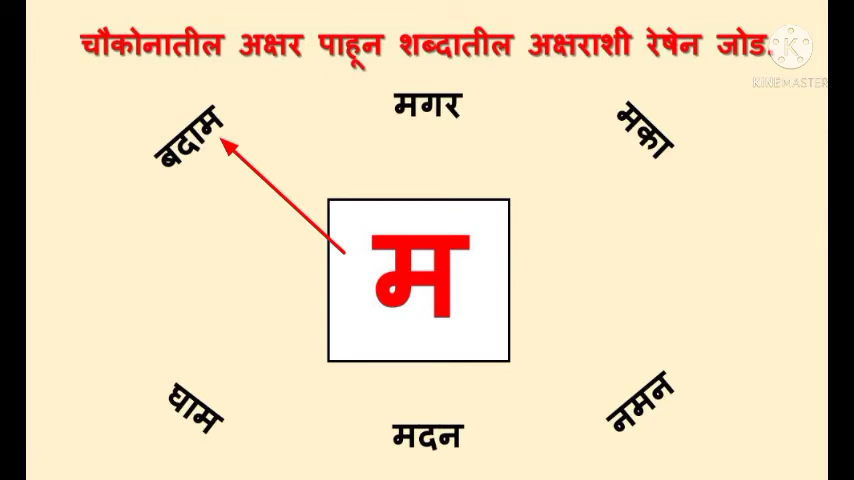 चौकोनातील अक्षर पाहून शब्दातील अक्षराशी रेषेन जोड.
KINEMASTER
मगर
बदाम
मका
म
घाम
मदन
नमन